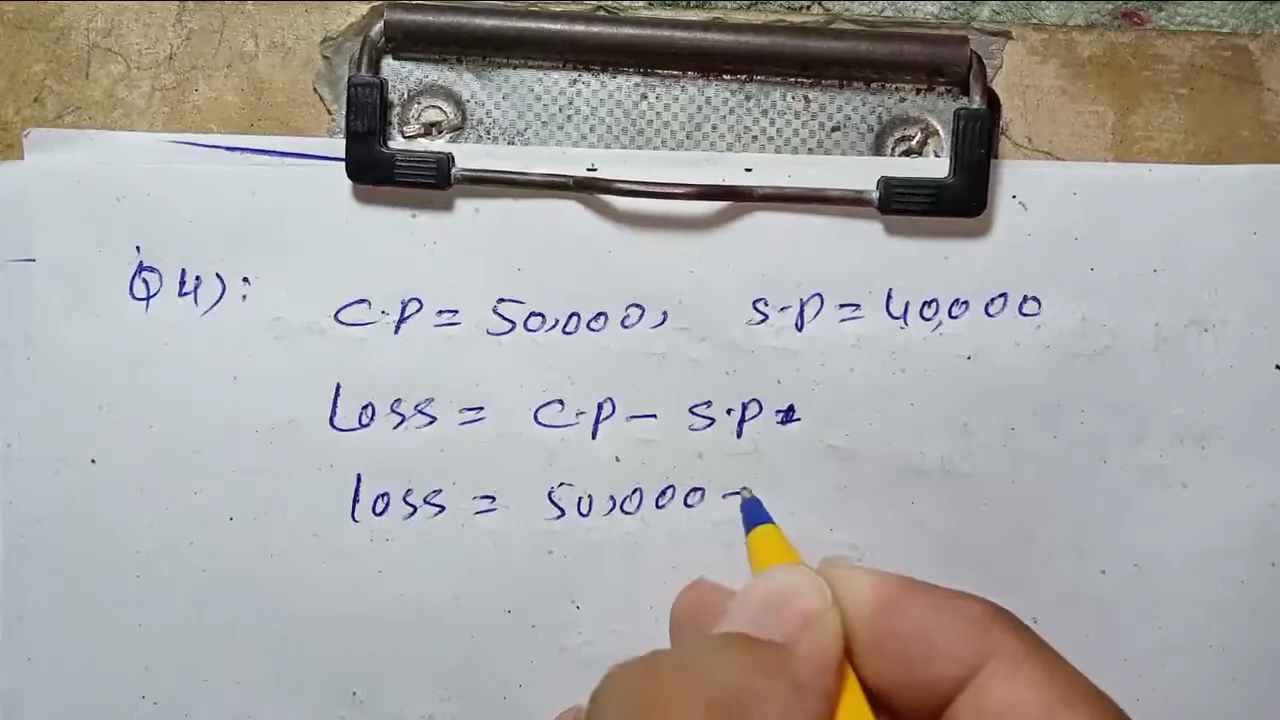 Q4):
C.P = 50,000, S.P = 40,000
Loss = C.P - S.P
loss = 50,000 -